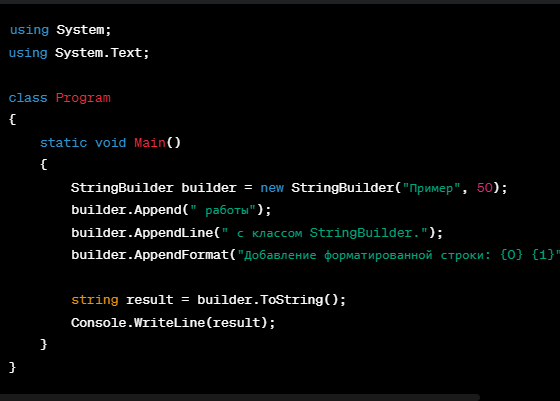 using System;
using System.Text;
class Program
{
static void Main()
{
StringBuilder builder = new StringBuilder("Пример", 50);
builder.Append(" работы");
builder.AppendLine(" с классом StringBuilder.");
builder.AppendFormat("Добавление форматированной строки: {0} {1}"
string result = builder.ToString();
Console.WriteLine(result);
}
}